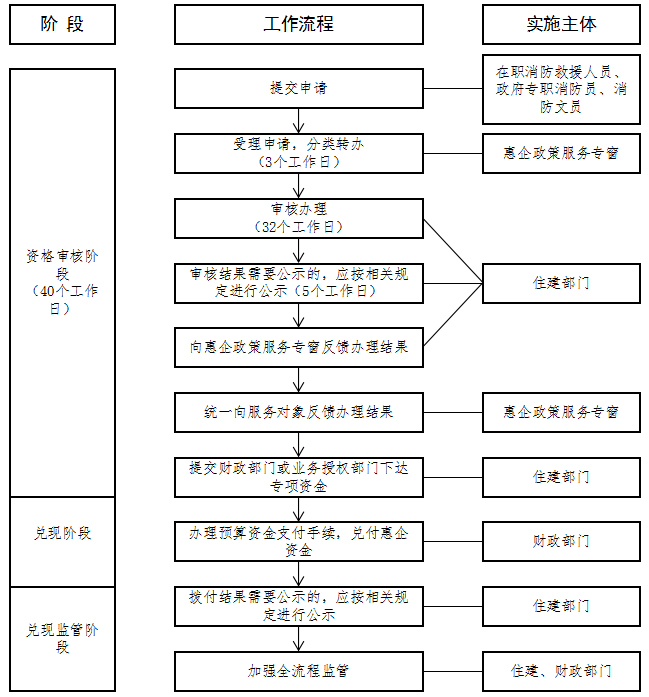 阶 段
工作流程
实施主体
资格审核阶
段
（40个工作
日）
提交申请
在职消防救援人员、
政府专职消防员、消
防文员
受理申请，分类转办
（3个工作日）
惠企政策服务专窗
审核办理
（32个工作日）
审核结果需要公示的，应按相关规
定进行公示（5个工作日）
住建部门
向惠企政策服务专窗反馈办理结果
统一向服务对象反馈办理结果
惠企政策服务专窗
提交财政部门或业务授权部门下达
专项资金
住建部门
兑现阶段
办理预算资金支付手续，兑付惠企
资金
财政部门
兑现监管阶
段
拨付结果需要公示的，应按相关规
定进行公示
住建部门
加强全流程监管
住建、财政部门